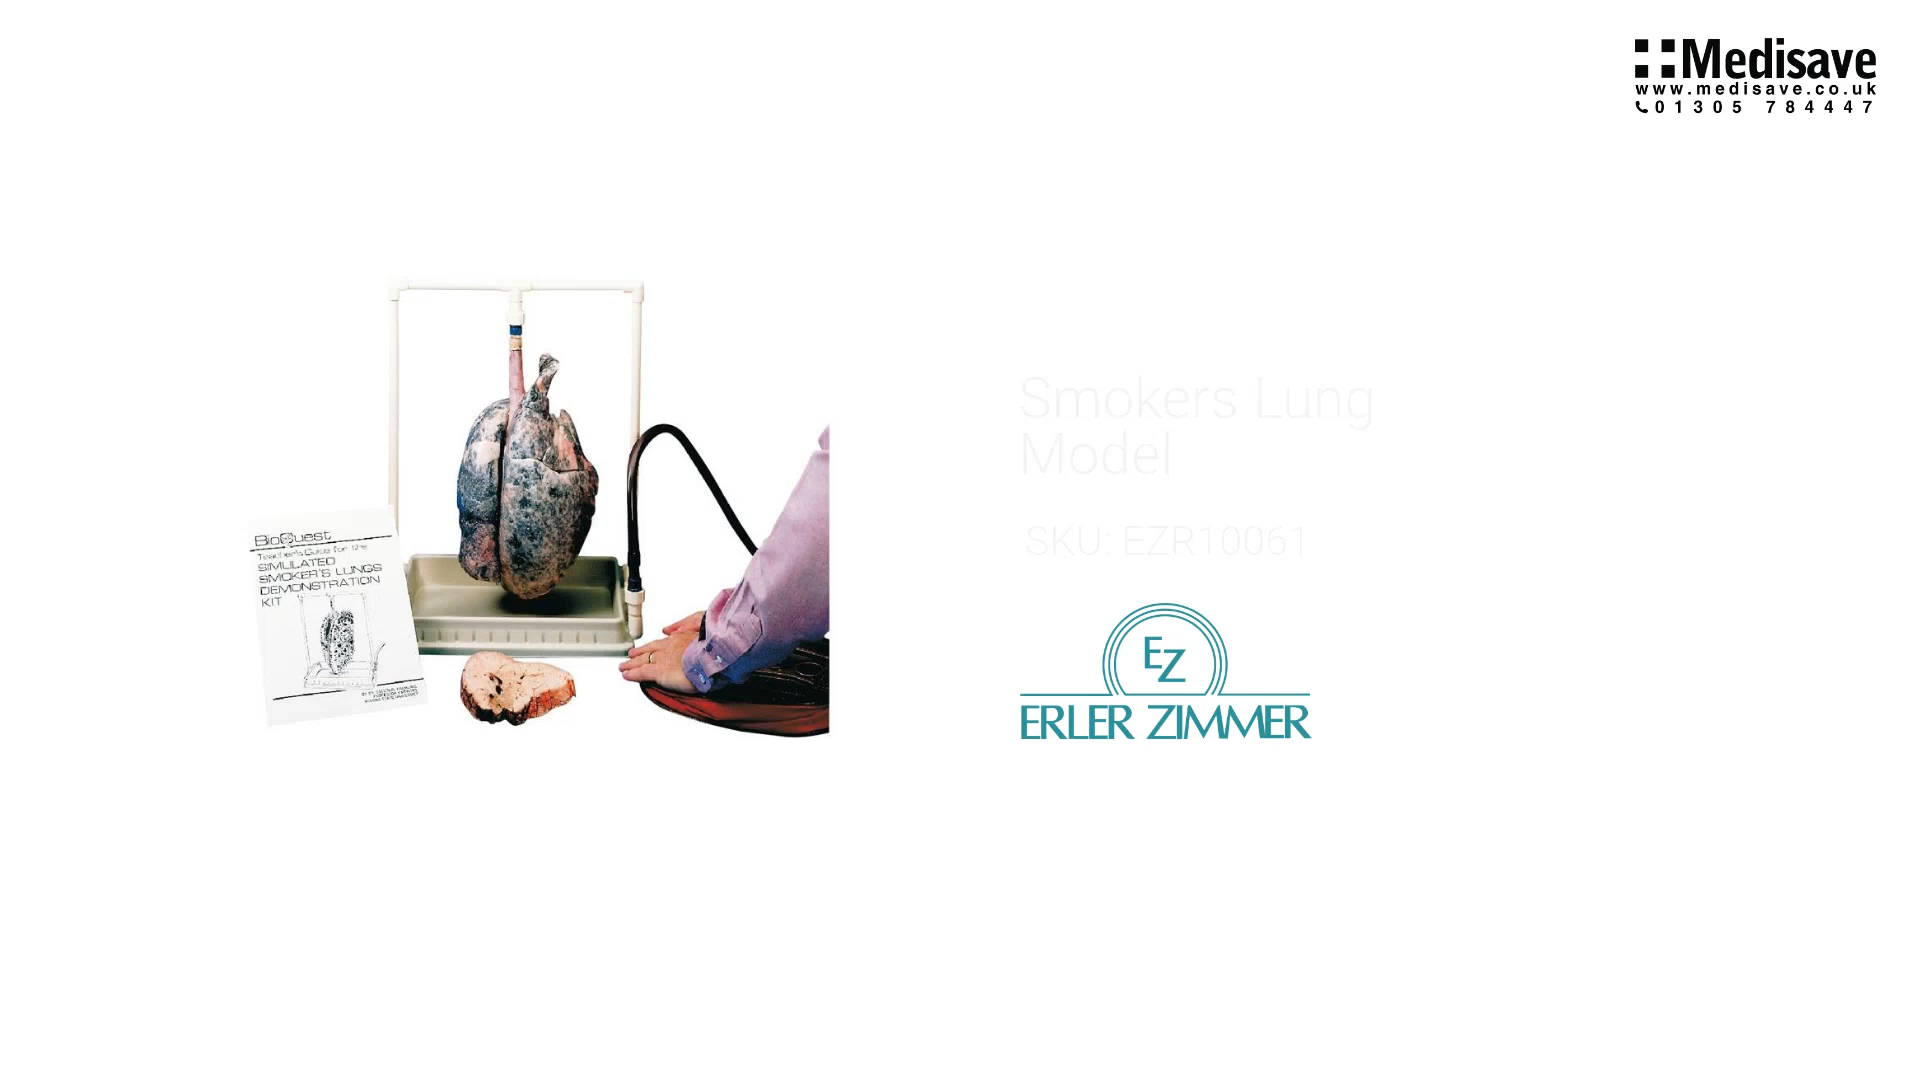 Medisave
www.medisave.co.uk
01305 784447
Smokers Lung
Model
SKU: EZR10061
EZ
ERLER ZIMMER
BioQuest
Teacher's Guide for the
SIMULATED
SMOKER'S LUNGS
DEMONSTRATION
KIT